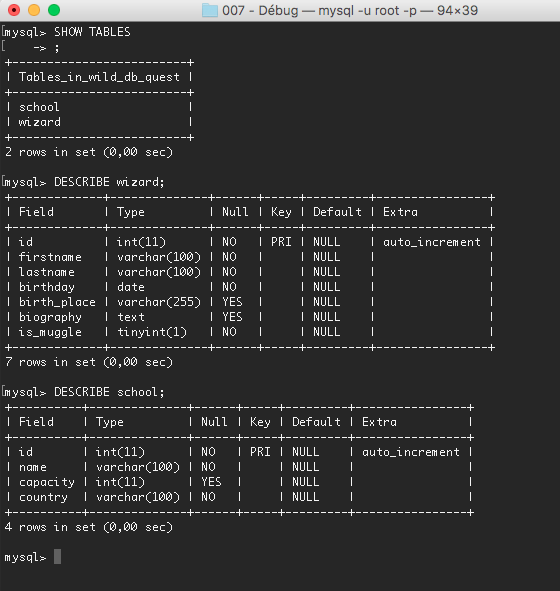 007 - Débug — mysql -u root -p — 94×39
mysql> SHOW TABLES
    -> ;
+-------------------------+
| Tables_in_wild_db_quest |
+-------------------------+
| school                  |
| wizard                  |
+-------------------------+
2 rows in set (0,00 sec)
mysql> DESCRIBE wizard;
+-------------+--------------+------+-----+---------+----------------+
| Field       | Type         | Null | Key | Default | Extra          |
+-------------+--------------+------+-----+---------+----------------+
| id          | int(11)      | NO   | PRI | NULL    | auto_increment |
| firstname   | varchar(100) | NO   |     | NULL    |                |
| lastname    | varchar(100) | NO   |     | NULL    |                |
| birthday    | date         | NO   |     | NULL    |                |
| birth_place | varchar(255) | YES  |     | NULL    |                |
| biography   | text         | YES  |     | NULL    |                |
| is_muggle   | tinyint(1)   | NO   |     | NULL    |                |
+-------------+--------------+------+-----+---------+----------------+
7 rows in set (0,00 sec)
mysql> DESCRIBE school;
+----------+--------------+------+-----+---------+----------------+
| Field    | Type         | Null | Key | Default | Extra          |
+----------+--------------+------+-----+---------+----------------+
| id       | int(11)      | NO   | PRI | NULL    | auto_increment |
| name     | varchar(100) | NO   |     | NULL    |                |
| capacity | int(11)      | YES  |     | NULL    |                |
| country  | varchar(100) | NO   |     | NULL    |                |
+----------+--------------+------+-----+---------+----------------+
4 rows in set (0,00 sec)
mysql>